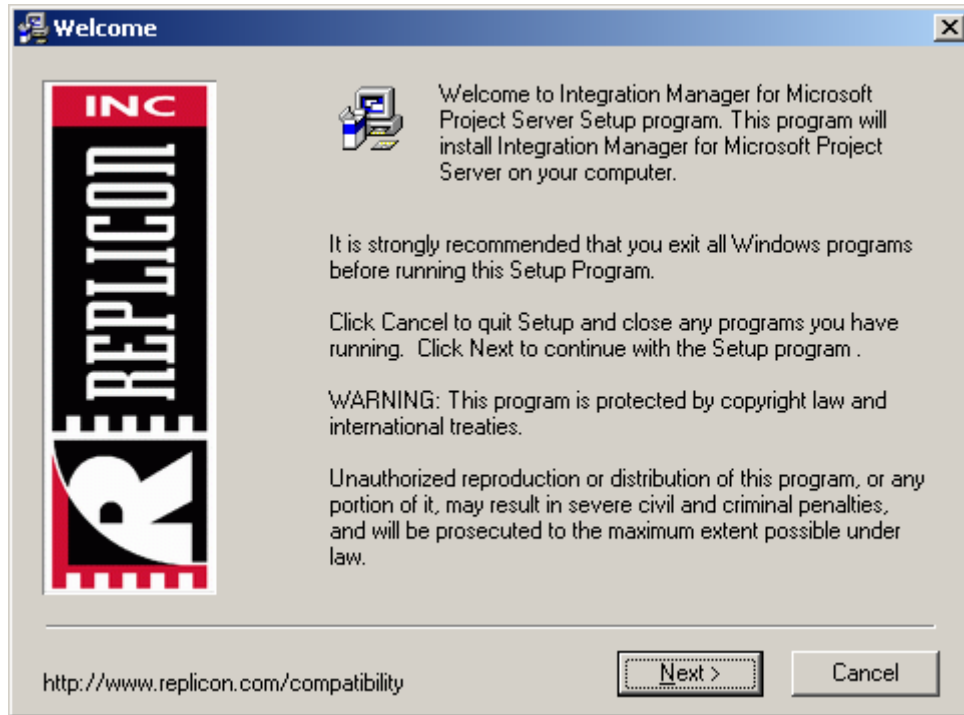 Welcome
INC
REPLICON
R
Welcome to Integration Manager for Microsoft
Project Server Setup program. This program will
install Integration Manager for Microsoft Project
Server on your computer.
It is strongly recommended that you exit all Windows programs
before running this Setup Program.
Click Cancel to quit Setup and close any programs you have
running.  Click Next to continue with the Setup program .
WARNING: This program is protected by copyright law and
international treaties.
Unauthorized reproduction or distribution of this program, or any
portion of it, may result in severe civil and criminal penalties,
and will be prosecuted to the maximum extent possible under
law.
http://www.replicon.com/compatibility
Next >
Cancel